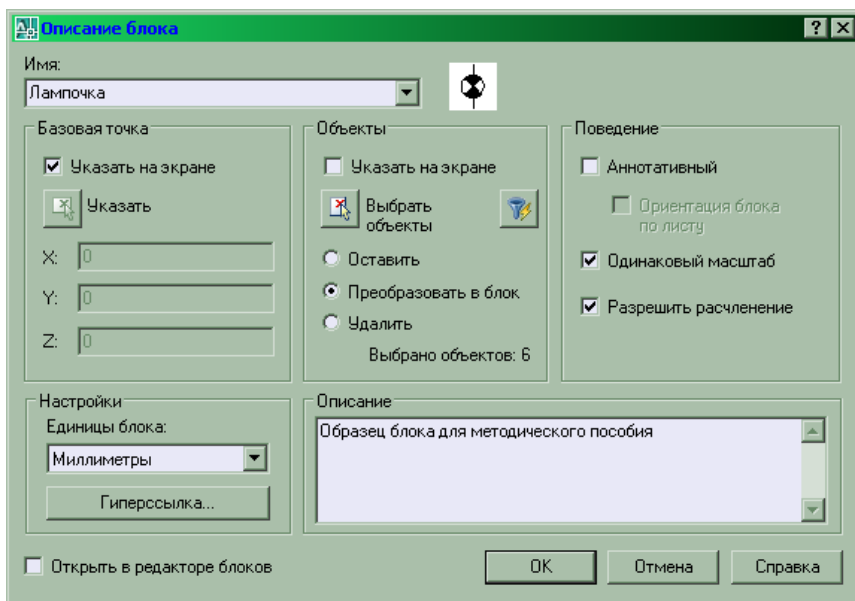 Описание блока
Имя:
Лампочка
Базовая точка
Указать на экране
Указать
X: 0
Y: 0
Z: 0
Объекты
Указать на экране
Выбрать
объекты
Оставить
Преобразовать в блок
Удалить
Выбрано объектов: 6
Поведение
Аннотативный
Ориентация блока
по листу
Одинаковый масштаб
Разрешить расчленение
Настройки
Единицы блока:
Миллиметры
Гиперссылка...
Описание
Образец блока для методического пособия
Открыть в редакторе блоков
OK
Отмена
Справка